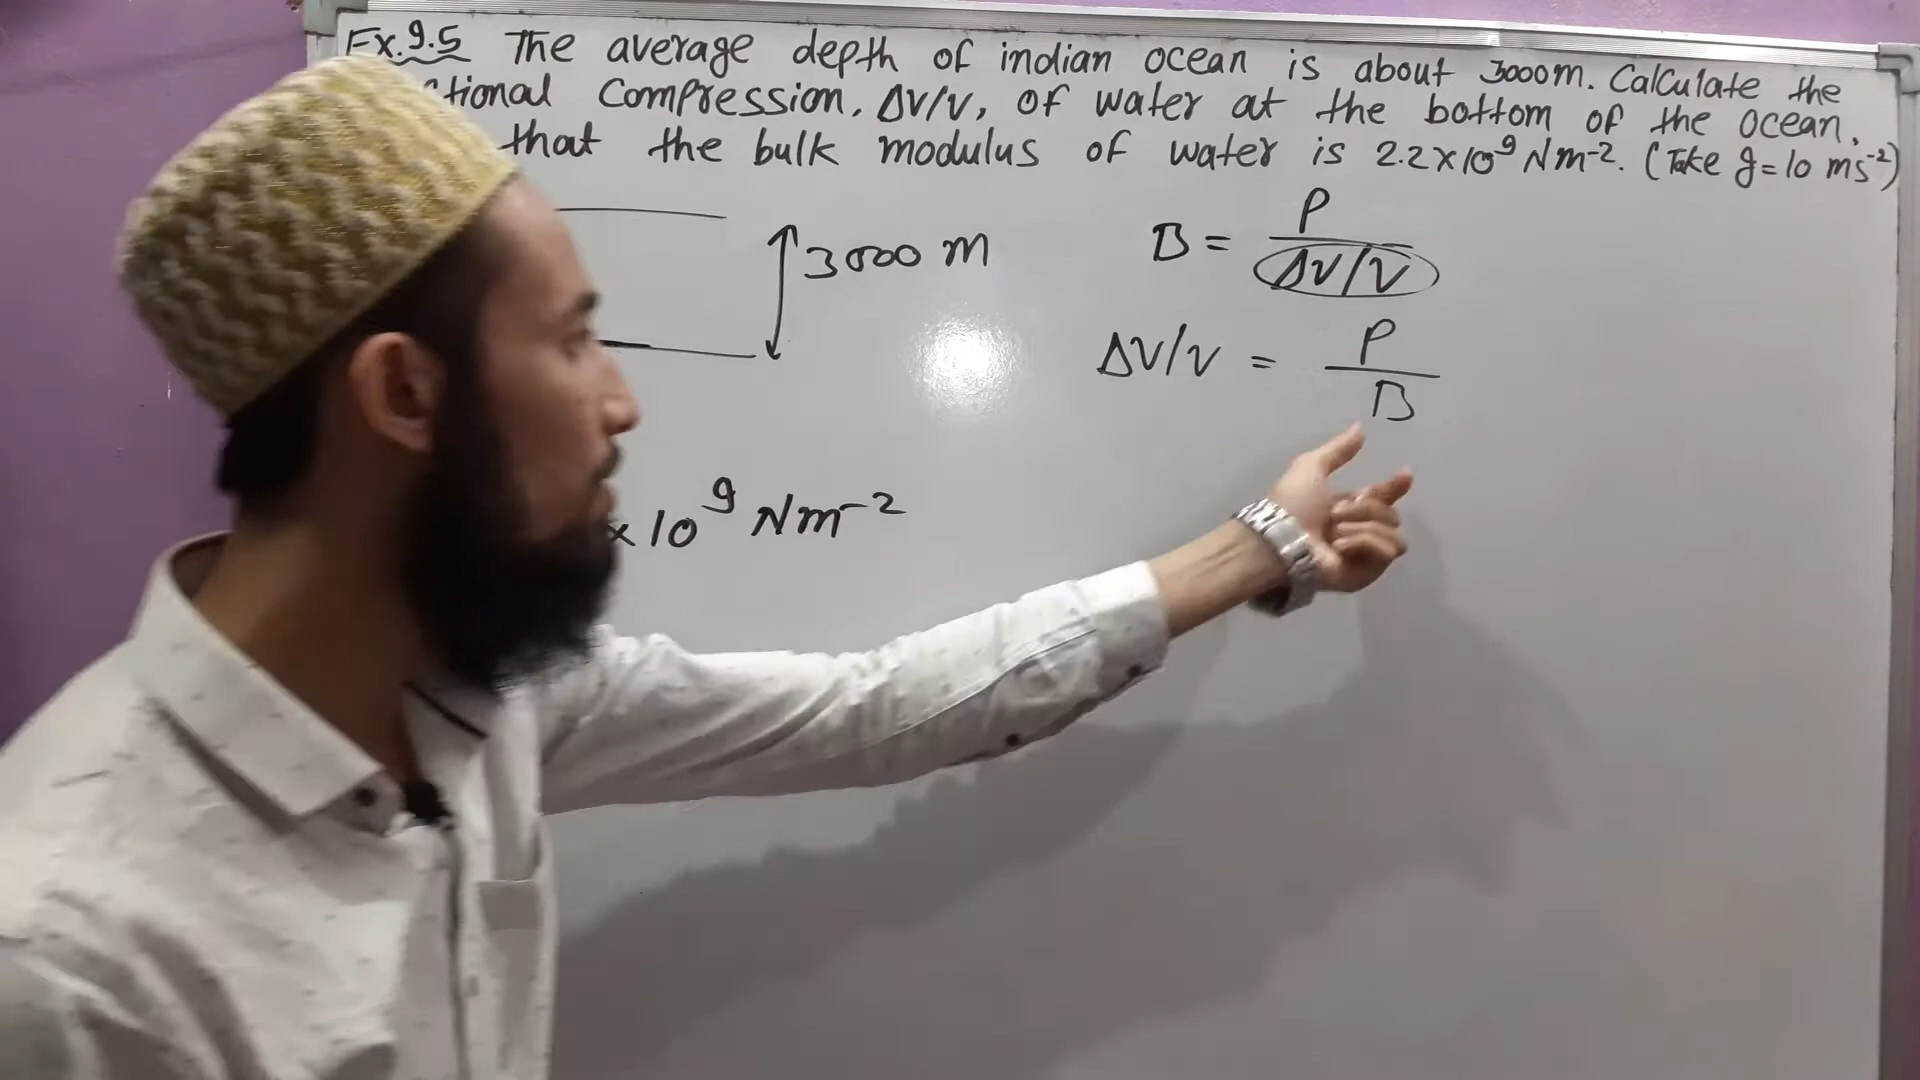 Ex. 9.5 The average depth of indian ocean is about 3000m. Calculate the
tional Compression, ΔV/V, of water at the bottom of the ocean,
that the bulk modulus of water is 2.2×10⁹ Nm⁻². (Take g=10 ms⁻²)
3000 m
B = P / ΔV/V
ΔV/V = P / B
×10⁹ Nm⁻²